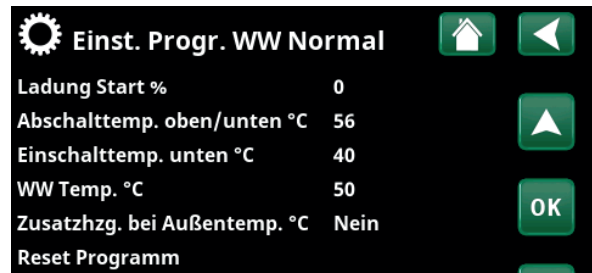 Einst. Progr. WW Normal
Ladung Start % 0
Abschalttemp. oben/unten °C 56
Einschalttemp. unten °C 40
WW Temp. °C 50
Zusatzhzg. bei Außentemp. °C Nein
OK
Reset Programm